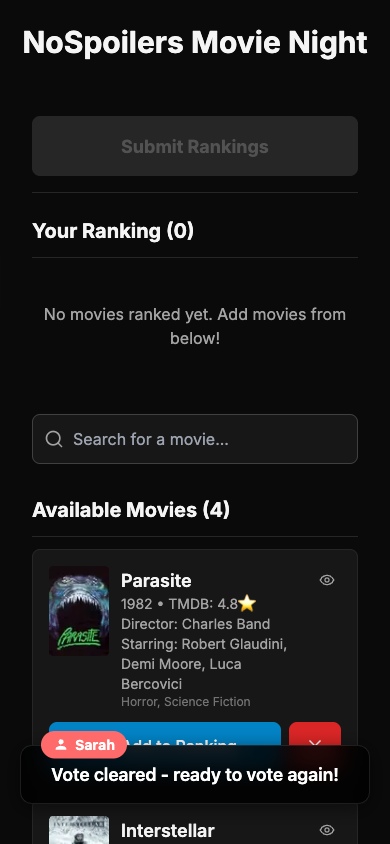 NoSpoilers Movie Night
Submit Rankings
Your Ranking (0)
No movies ranked yet. Add movies from
below!
Search for a movie...
Available Movies (4)
PARASITE
Parasite
1982 • TMDB: 4.8⭐
Director: Charles Band
Starring: Robert Glaudini,
Demi Moore, Luca
Bercovici
Horror, Science Fiction
Add to Ranking
Sarah
Vote cleared - ready to vote again!
Interstellar